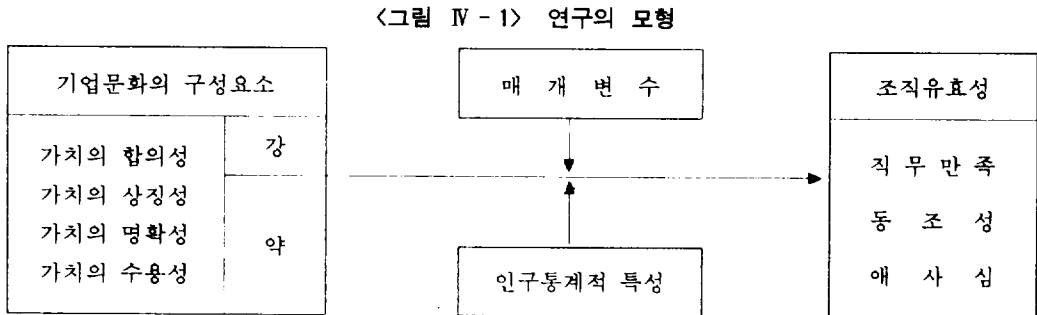 <그림 Ⅳ - 1> 연구의 모형
기업문화의 구성요소
가치의 합의성
가치의 상징성
가치의 명확성
가치의 수용성
강
약
매 개 변 수
인구통계적 특성
조직유효성
직 무 만 족
동 조 성
애 사 심